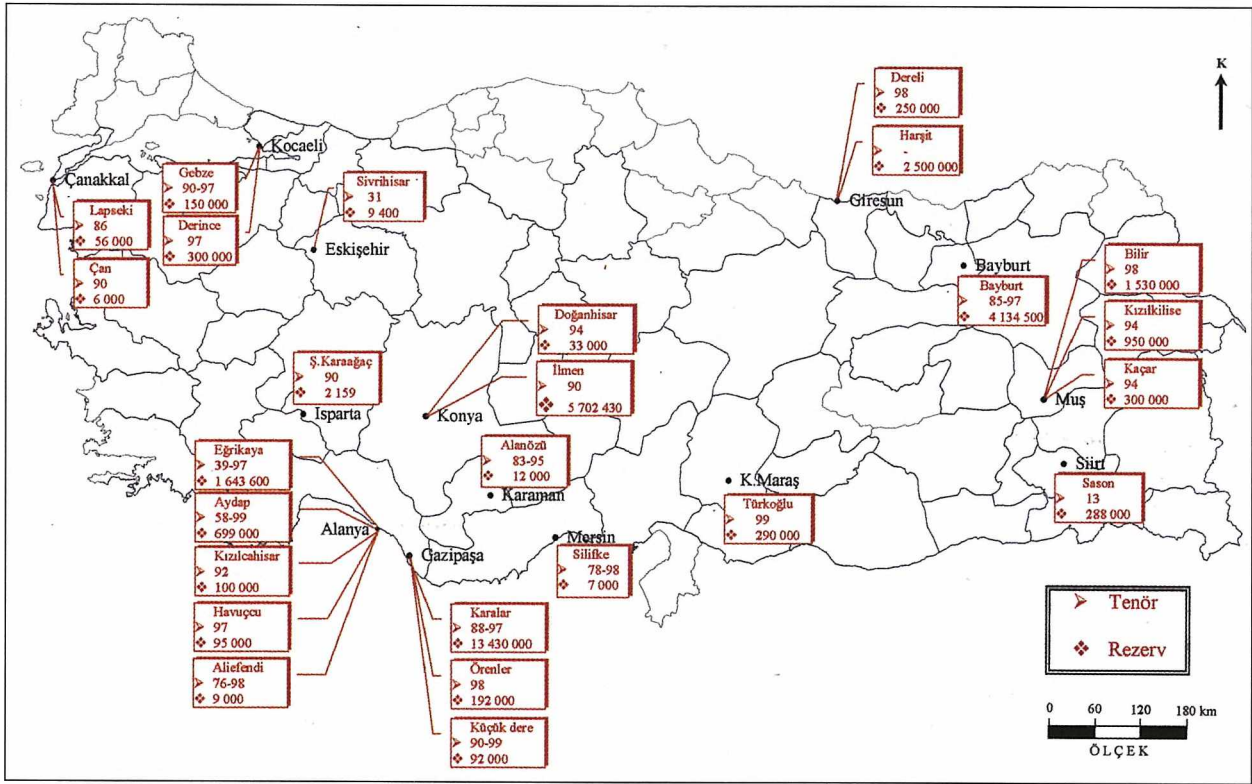 K
Dereli
98
250 000
Harşit
-
2 500 000
Giresun
Kocaeli
Gebze
90-97
150 000
Derince
97
300 000
Çanakkal
Lapseki
86
56 000
Çan
90
6 000
Sivrihisar
31
9 400
Eskişehir
Bayburt
Bayburt
85-97
4 134 500
Bilir
98
1 530 000
Kızılkilise
94
950 000
Kaçar
94
300 000
Muş
Doğanhisar
94
33 000
İlmen
90
5 702 430
Konya
Ş.Karaağaç
90
2 159
Isparta
Alanözü
83-95
12 000
Karaman
K.Maraş
Türkoğlu
99
290 000
Siirt
Sason
13
288 000
Eğrikaya
39-97
1 643 600
Aydap
58-99
699 000
Kızılcahisar
92
100 000
Havuçcu
97
95 000
Aliefendi
76-98
9 000
Alanya
Gazipaşa
Mersin
Silifke
78-98
7 000
Karalar
88-97
13 430 000
Örenler
98
192 000
Küçük dere
90-99
92 000
Tenör
Rezerv
0 60 120 180 km
ÖLÇEK